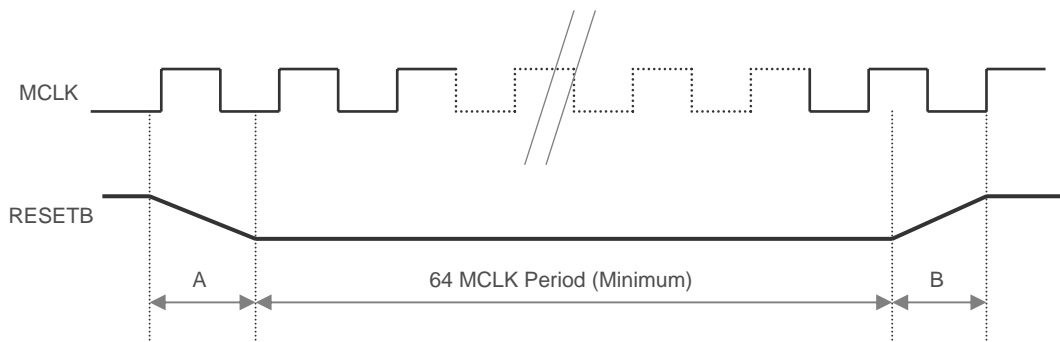 MCLK
RESETB
A
64 MCLK Period (Minimum)
B